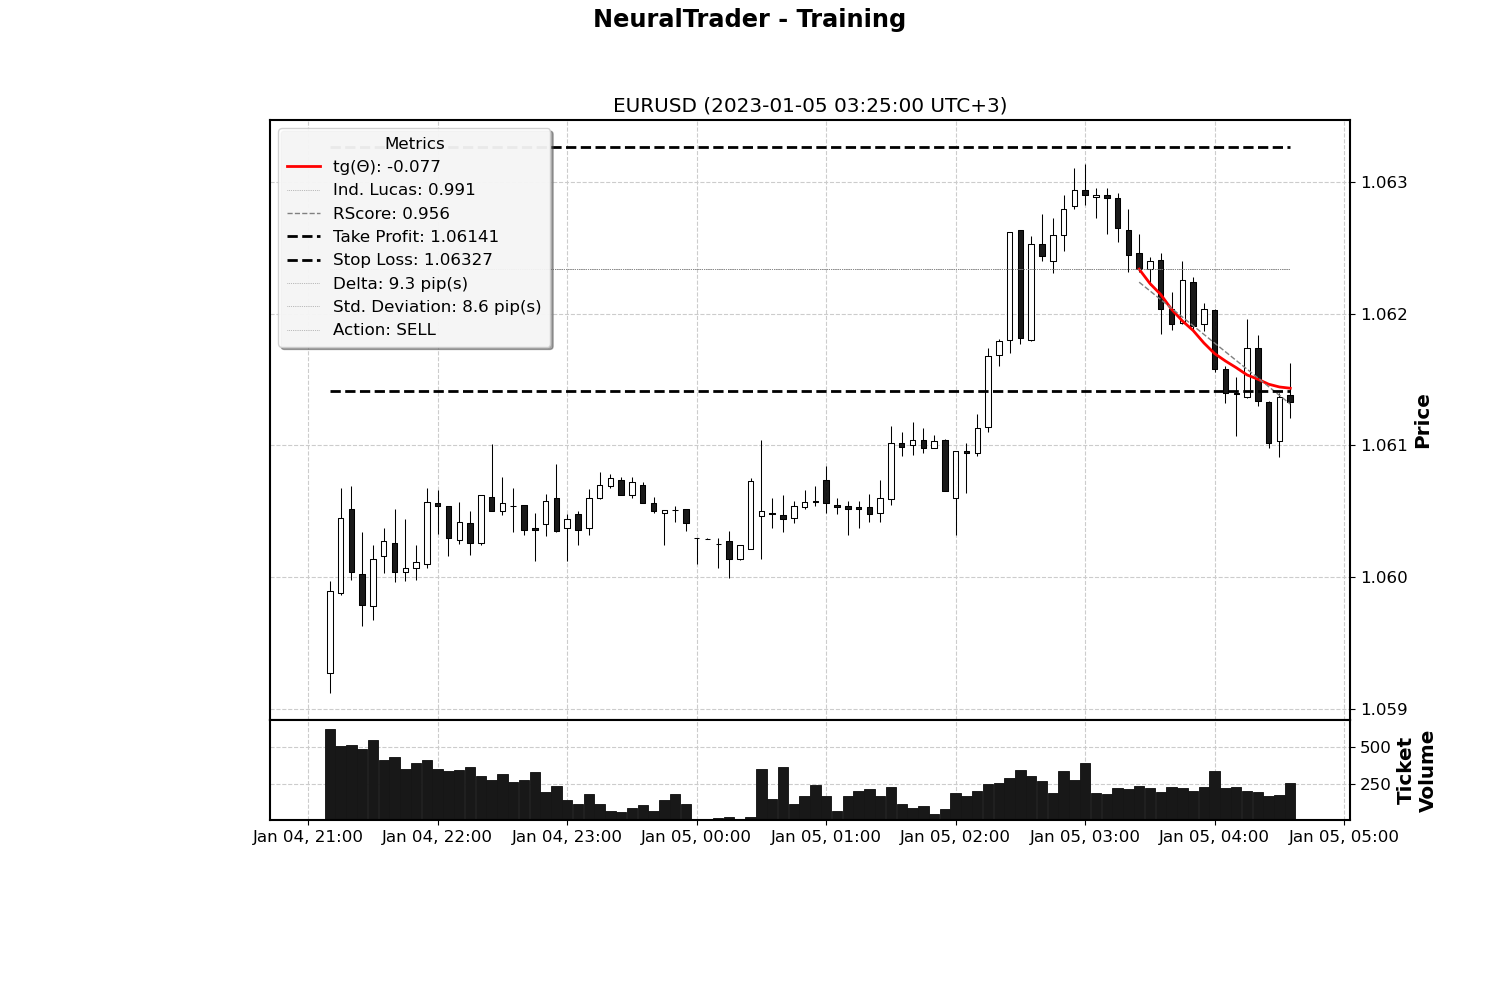 NeuralTrader - Training
EURUSD (2023-01-05 03:25:00 UTC+3)
Metrics
tg(Θ): -0.077
Ind. Lucas: 0.991
RScore: 0.956
Take Profit: 1.06141
Stop Loss: 1.06327
Delta: 9.3 pip(s)
Std. Deviation: 8.6 pip(s)
Action: SELL
1.063
1.062
1.061
1.060
1.059
Price
500
250
Ticket
Volume
Jan 04, 21:00
Jan 04, 22:00
Jan 04, 23:00
Jan 05, 00:00
Jan 05, 01:00
Jan 05, 02:00
Jan 05, 03:00
Jan 05, 04:00
Jan 05, 05:00